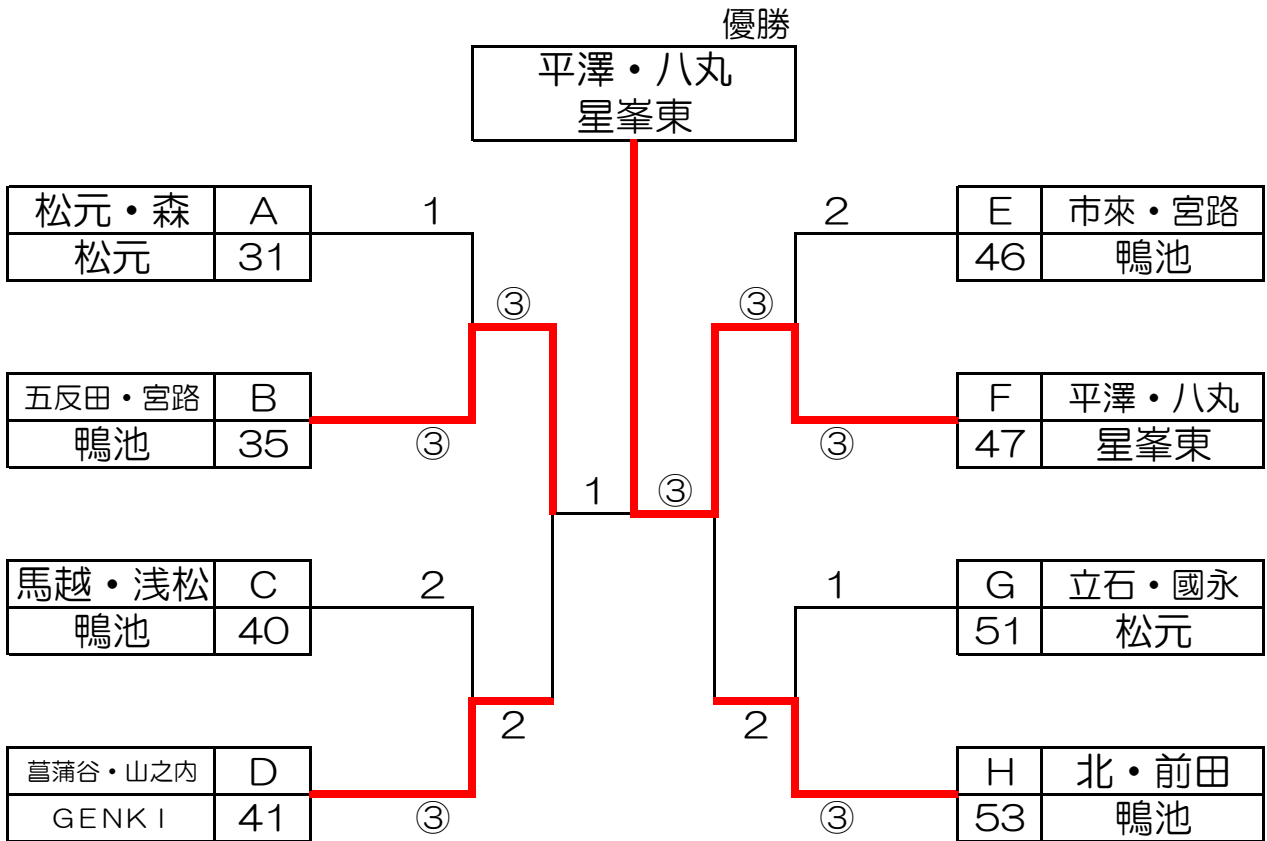 優勝
平澤・八丸
星峯東
松元・森 A 1 2 E 市來・宮路
松元 31 46 鴨池
③ ③
五反田・宮路 B F 平澤・八丸
鴨池 35 ③ ③ 47 星峯東
1 ③
馬越・浅松 C 2 1 G 立石・國永
鴨池 40 51 松元
2 2
菖蒲谷・山之内 D H 北・前田
GENKI 41 ③ ③ 53 鴨池